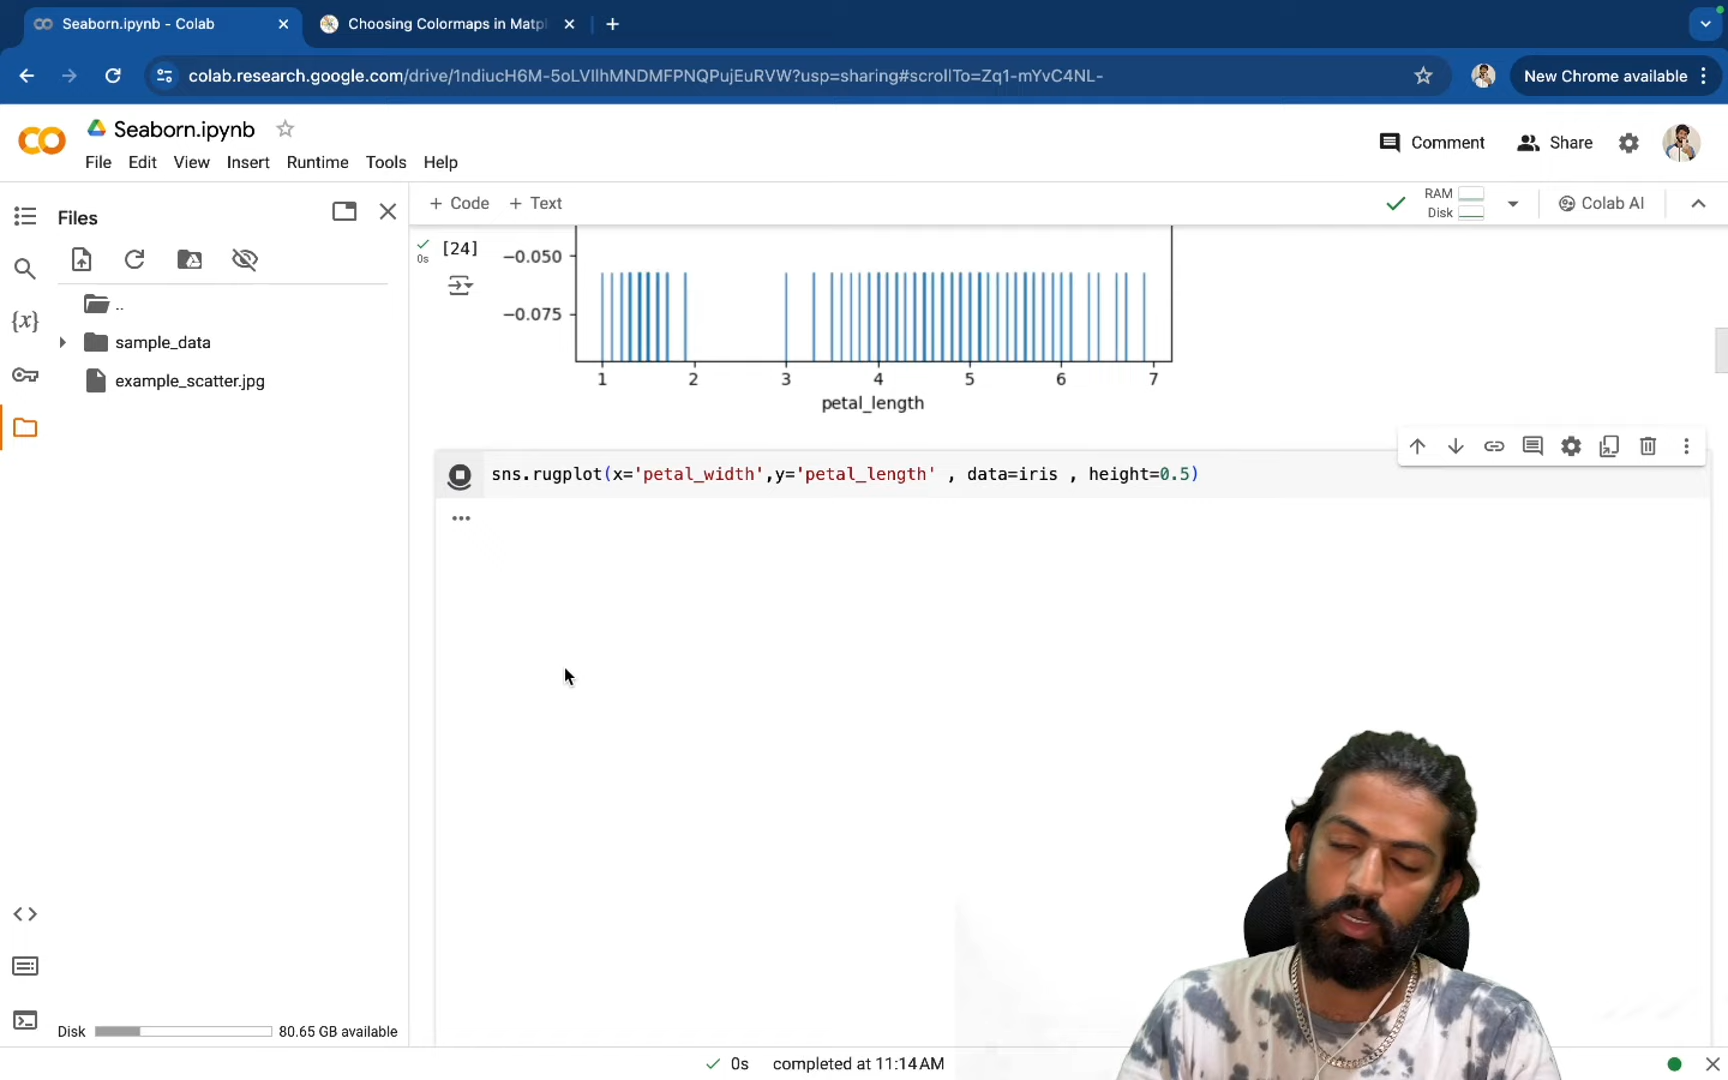 Seaborn.ipynb - Colab
Choosing Colormaps in Matpl
colab.research.google.com/drive/1ndiucH6M-5oLVIlhMNDMFPNQPujEuRVW?usp=sharing#scrollTo=Zq1-mYvC4NL-
New Chrome available
CO
Seaborn.ipynb
File Edit View Insert Runtime Tools Help
Comment
Share
Files
+ Code + Text
RAM
Disk
Colab AI
..
sample_data
example_scatter.jpg
{x}
0s
[24]
−0.050
−0.075
1 2 3 4 5 6 7
petal_length
sns.rugplot(x='petal_width',y='petal_length' , data=iris , height=0.5)
...
Disk
80.65 GB available
0s completed at 11:14 AM